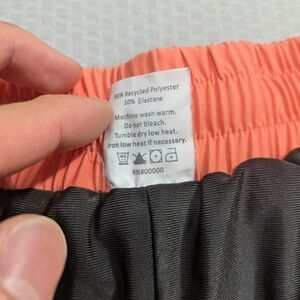 90% Recycled Polyester
10% Elastane
Machine wash warm.
Do not bleach.
Tumble dry low heat.
Iron low heat if necessary.
RN#00000